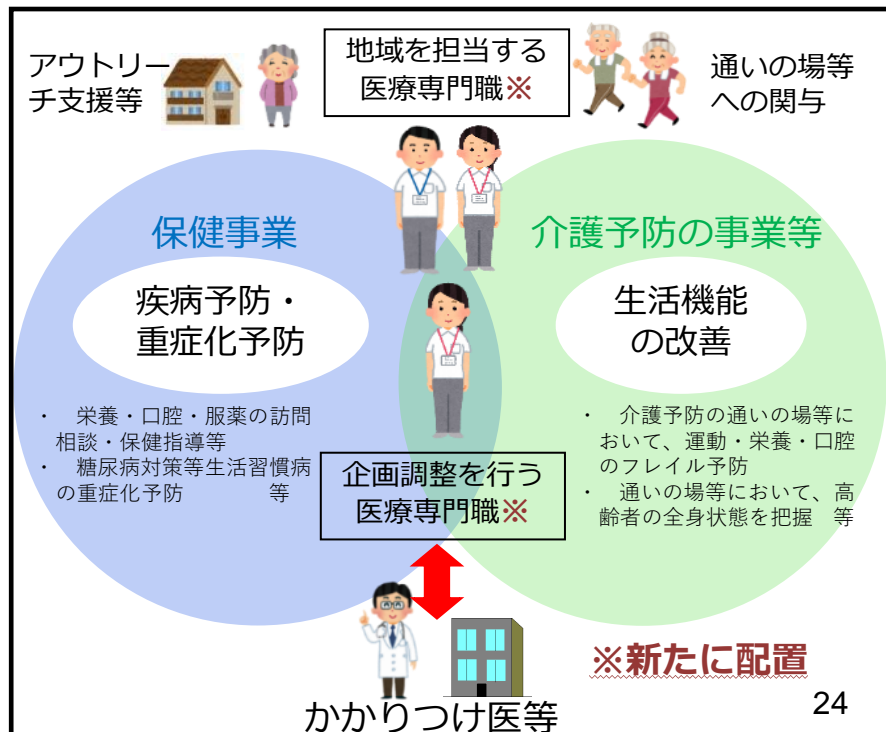 アウトリー
チ支援等
地域を担当する
医療専門職※
通いの場等
への関与
保健事業
疾病予防・
重症化予防
・　栄養・口腔・服薬の訪問
相談・保健指導等
・　糖尿病対策等生活習慣病
の重症化予防　　　　等
介護予防の事業等
生活機能
の改善
・　介護予防の通いの場等に
おいて、運動・栄養・口腔
のフレイル予防
・　通いの場等において、高
齢者の全身状態を把握　等
企画調整を行う
医療専門職※
かかりつけ医等
※新たに配置
24